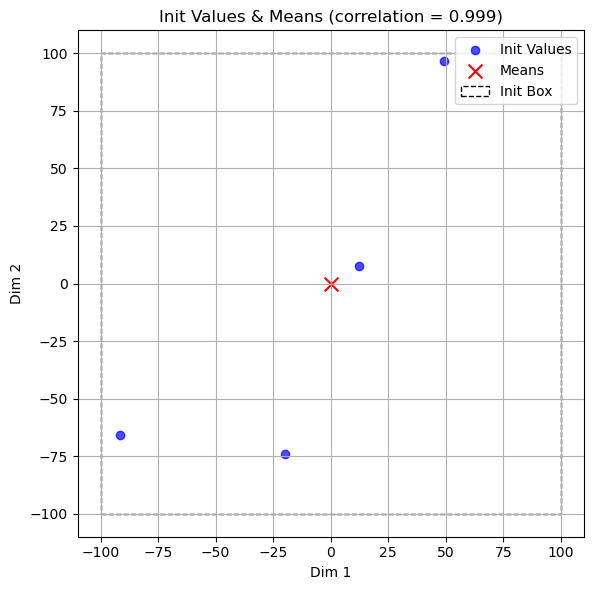 Init Values & Means (correlation = 0.999)
Init Values
Means
Init Box
100
75
50
25
0
−25
−50
−75
−100
Dim 2
−100 −75 −50 −25 0 25 50 75 100
Dim 1